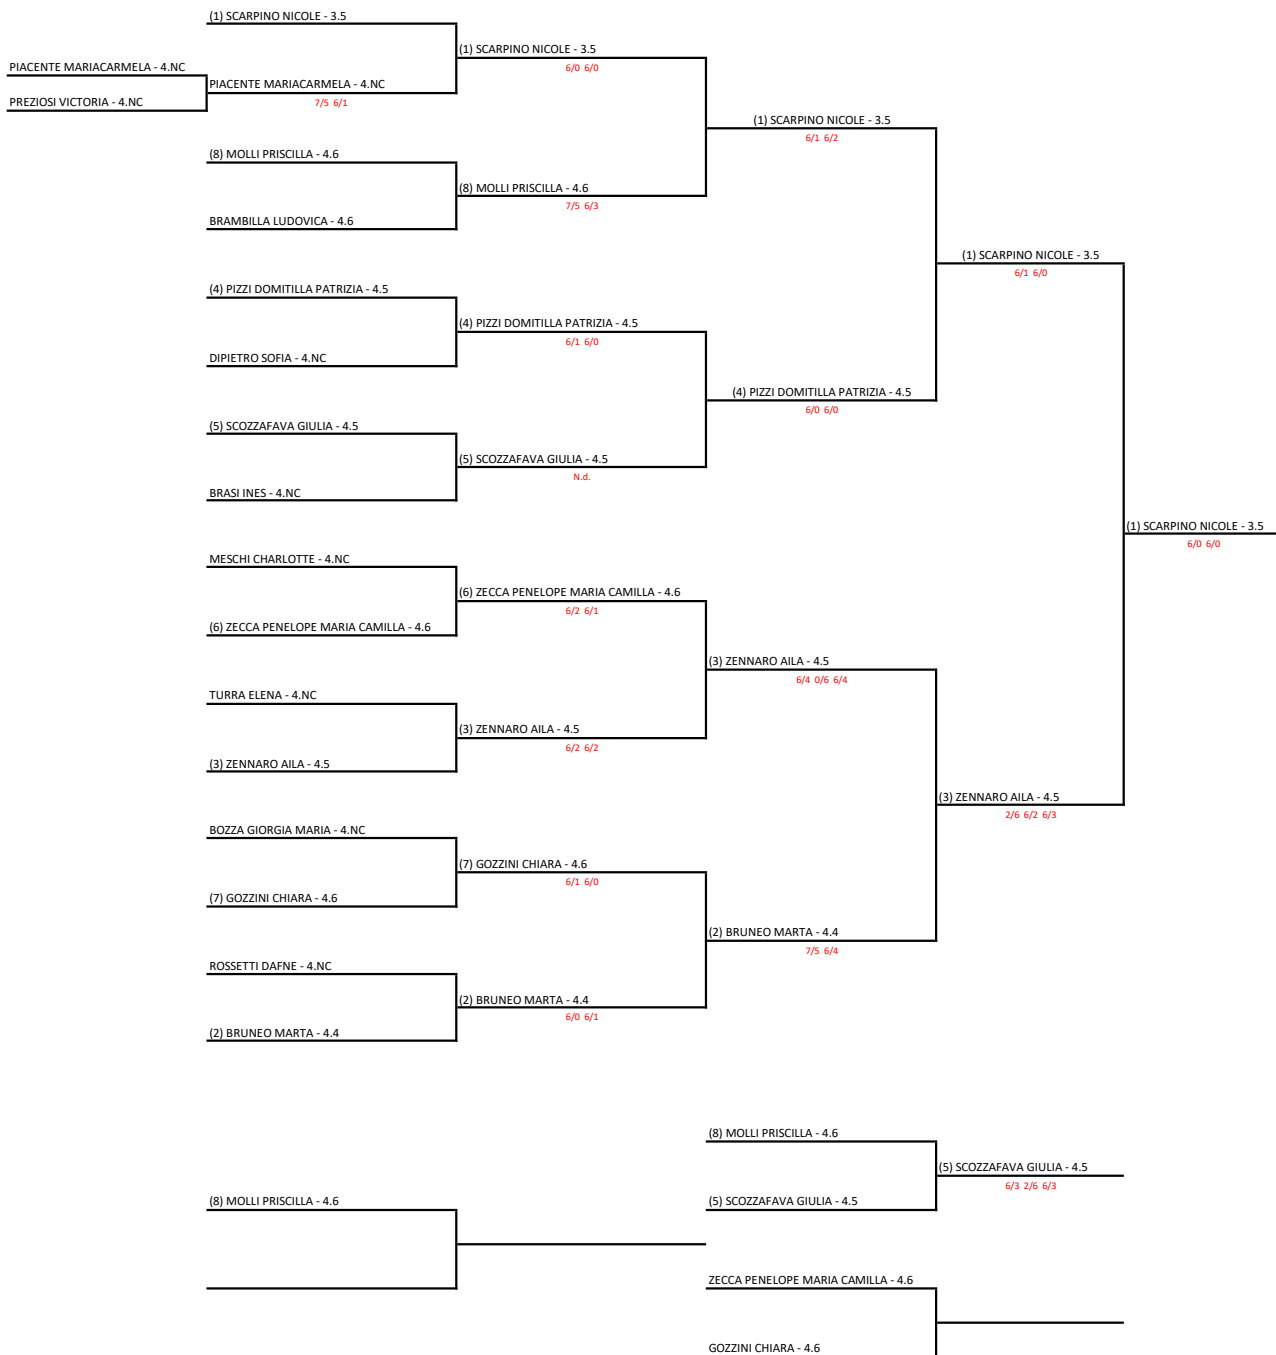 (1) SCARPINO NICOLE - 3.5
(1) SCARPINO NICOLE - 3.5
6/0 6/0
PIACENTE MARIACARMELA - 4.NC
PIACENTE MARIACARMELA - 4.NC
7/5 6/1
PREZIOSI VICTORIA - 4.NC
(1) SCARPINO NICOLE - 3.5
6/1 6/2
(8) MOLLI PRISCILLA - 4.6
(8) MOLLI PRISCILLA - 4.6
7/5 6/3
BRAMBILLA LUDOVICA - 4.6
(1) SCARPINO NICOLE - 3.5
6/1 6/0
(4) PIZZI DOMITILLA PATRIZIA - 4.5
(4) PIZZI DOMITILLA PATRIZIA - 4.5
6/1 6/0
DIPIETRO SOFIA - 4.NC
(4) PIZZI DOMITILLA PATRIZIA - 4.5
6/0 6/0
(5) SCOZZAFAVA GIULIA - 4.5
(5) SCOZZAFAVA GIULIA - 4.5
N.d.
BRASI INES - 4.NC
(1) SCARPINO NICOLE - 3.5
6/0 6/0
MESCHI CHARLOTTE - 4.NC
(6) ZECCA PENELOPE MARIA CAMILLA - 4.6
6/2 6/1
(6) ZECCA PENELOPE MARIA CAMILLA - 4.6
(3) ZENNARO AILA - 4.5
6/4 0/6 6/4
TURRA ELENA - 4.NC
(3) ZENNARO AILA - 4.5
6/2 6/2
(3) ZENNARO AILA - 4.5
(3) ZENNARO AILA - 4.5
2/6 6/2 6/3
BOZZA GIORGIA MARIA - 4.NC
(7) GOZZINI CHIARA - 4.6
6/1 6/0
(7) GOZZINI CHIARA - 4.6
(2) BRUNEO MARTA - 4.4
7/5 6/4
ROSSETTI DAFNE - 4.NC
(2) BRUNEO MARTA - 4.4
6/0 6/1
(2) BRUNEO MARTA - 4.4
(8) MOLLI PRISCILLA - 4.6
(5) SCOZZAFAVA GIULIA - 4.5
6/3 2/6 6/3
(8) MOLLI PRISCILLA - 4.6
(5) SCOZZAFAVA GIULIA - 4.5
ZECCA PENELOPE MARIA CAMILLA - 4.6
GOZZINI CHIARA - 4.6